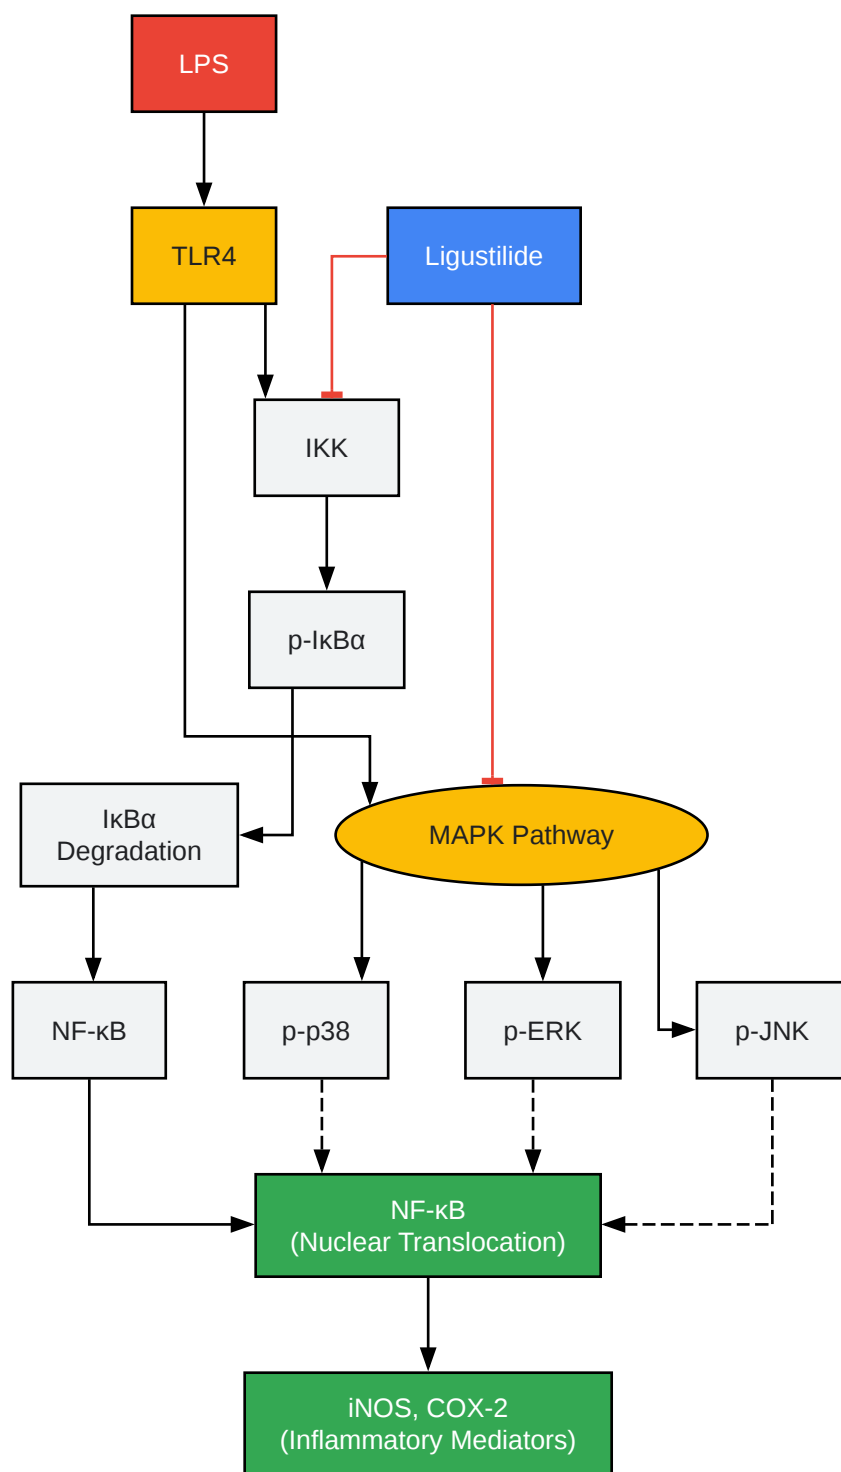 LPS
TLR4
Ligustilide
IKK
p-IκBα
IκBα
Degradation
MAPK Pathway
NF-κB
p-p38
p-ERK
p-JNK
NF-κB
(Nuclear Translocation)
iNOS, COX-2
(Inflammatory Mediators)